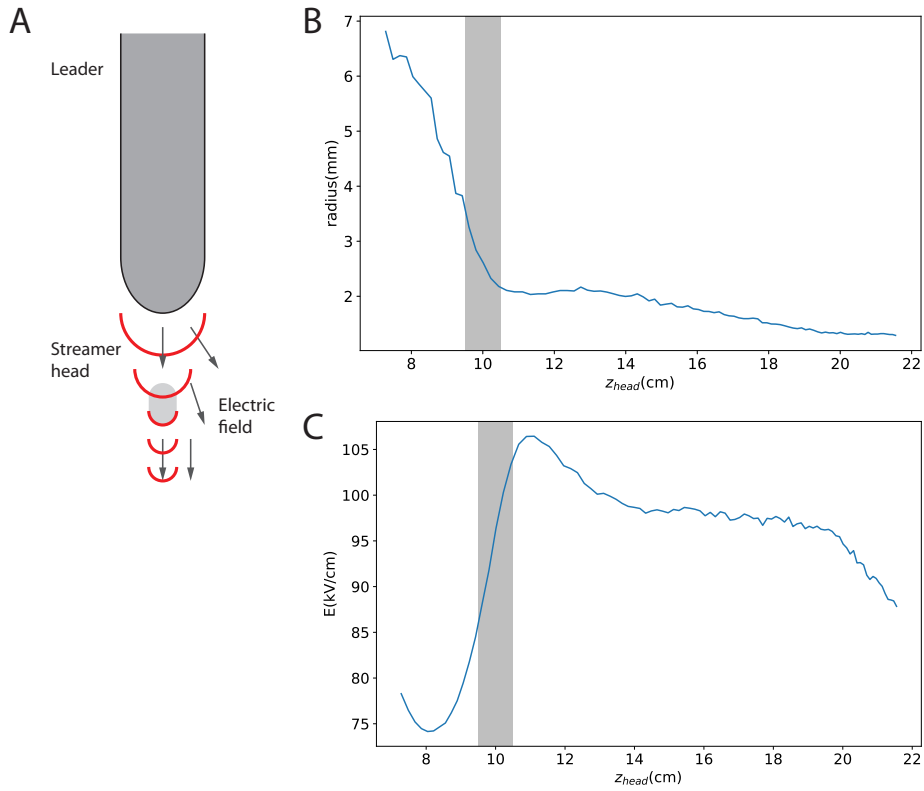 A
Leader
Streamer
head
Electric
field
B
7
6
5
4
3
2
radius(mm)
8
10
12
14
16
18
20
22
z_head(cm)
C
105
100
95
90
85
80
75
E(kV/cm)
8
10
12
14
16
18
20
22
z_head(cm)